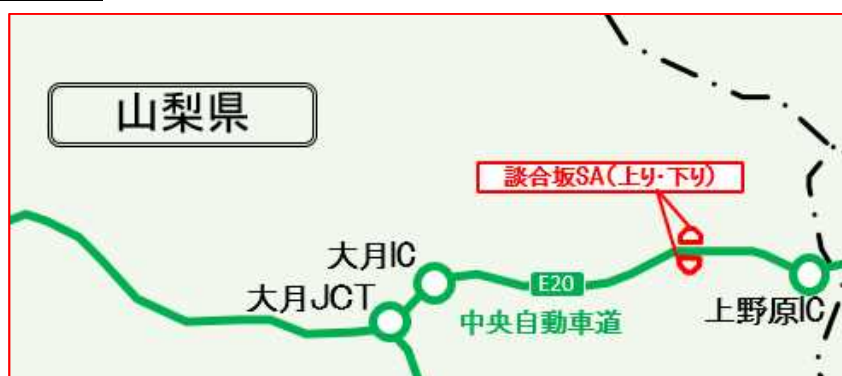 山梨県
談合坂SA(上り・下り)
大月IC
E20
大月JCT
中央自動車道
上野原IC